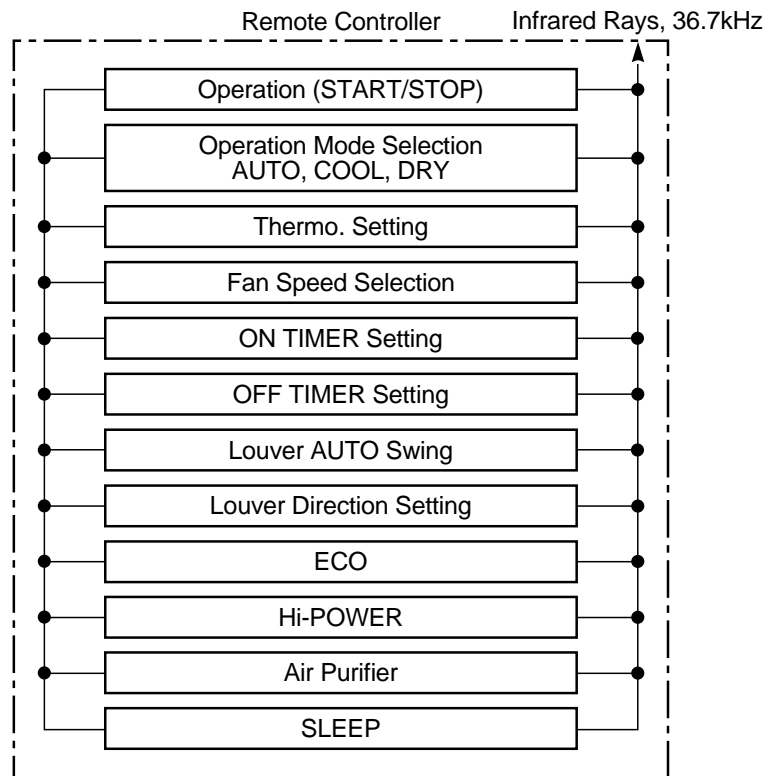 Remote Controller
Infrared Rays, 36.7kHz
Operation (START/STOP)
Operation Mode Selection
AUTO, COOL, DRY
Thermo. Setting
Fan Speed Selection
ON TIMER Setting
OFF TIMER Setting
Louver AUTO Swing
Louver Direction Setting
ECO
Hi-POWER
Air Purifier
SLEEP